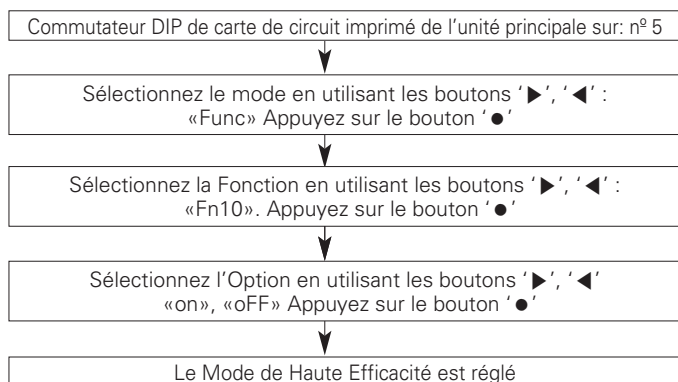 Commutateur DIP de carte de circuit imprimé de l’unité principale sur: nº 5
Sélectionnez le mode en utilisant les boutons ‘▶’, ‘◀’ :
«Func» Appuyez sur le bouton ‘●’
Sélectionnez la Fonction en utilisant les boutons ‘▶’, ‘◀’ :
«Fn10». Appuyez sur le bouton ‘●’
Sélectionnez l’Option en utilisant les boutons ‘▶’, ‘◀’
«on», «oFF» Appuyez sur le bouton ‘●’
Le Mode de Haute Efficacité est réglé